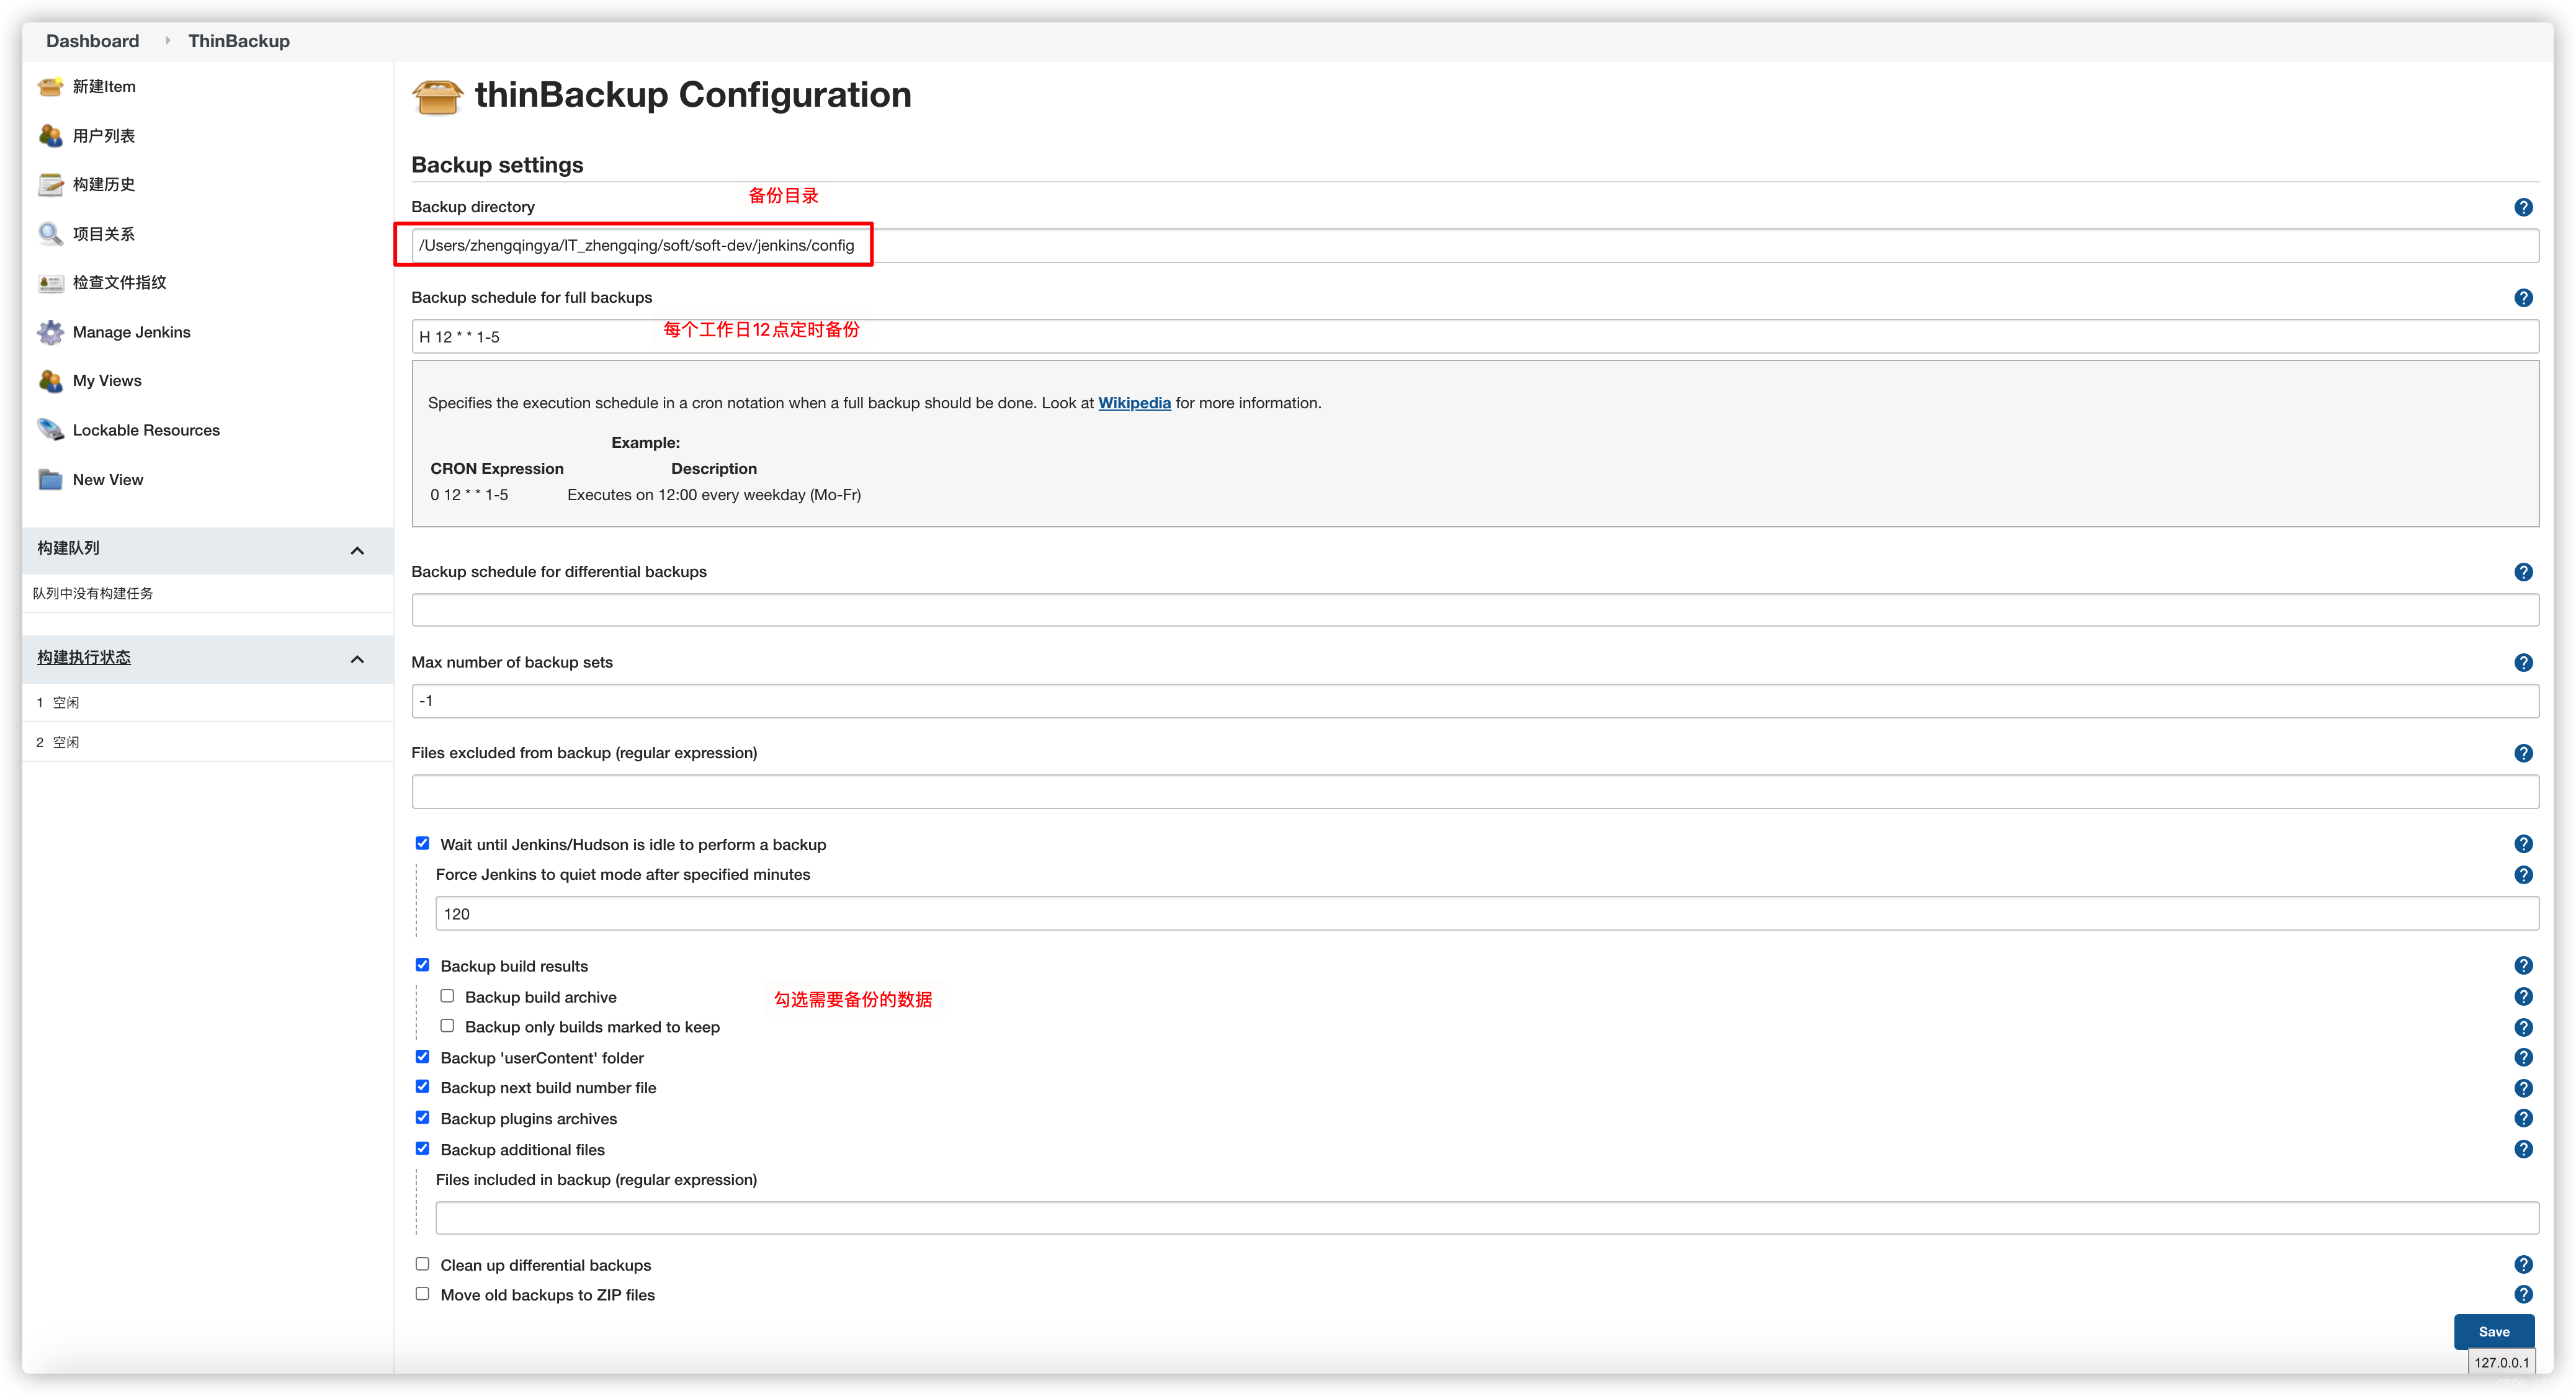 Dashboard ThinBackup
新建Item
用户列表
构建历史
项目关系
检查文件指纹
Manage Jenkins
My Views
Lockable Resources
New View
构建队列
队列中没有构建任务
构建执行状态
1 空闲
2 空闲
thinBackup Configuration
Backup settings
备份目录
Backup directory
/Users/zhengqingya/IT_zhengqing/soft/soft-dev/jenkins/config
Backup schedule for full backups
每个工作日12点定时备份
H 12 * * 1-5
Specifies the execution schedule in a cron notation when a full backup should be done. Look at Wikipedia for more information.
Example:
CRON Expression Description
0 12 * * 1-5 Executes on 12:00 every weekday (Mo-Fr)
Backup schedule for differential backups
Max number of backup sets
-1
Files excluded from backup (regular expression)
Wait until Jenkins/Hudson is idle to perform a backup
Force Jenkins to quiet mode after specified minutes
120
Backup build results
Backup build archive
勾选需要备份的数据
Backup only builds marked to keep
Backup 'userContent' folder
Backup next build number file
Backup plugins archives
Backup additional files
Files included in backup (regular expression)
Clean up differential backups
Move old backups to ZIP files
Save
127.0.0.1